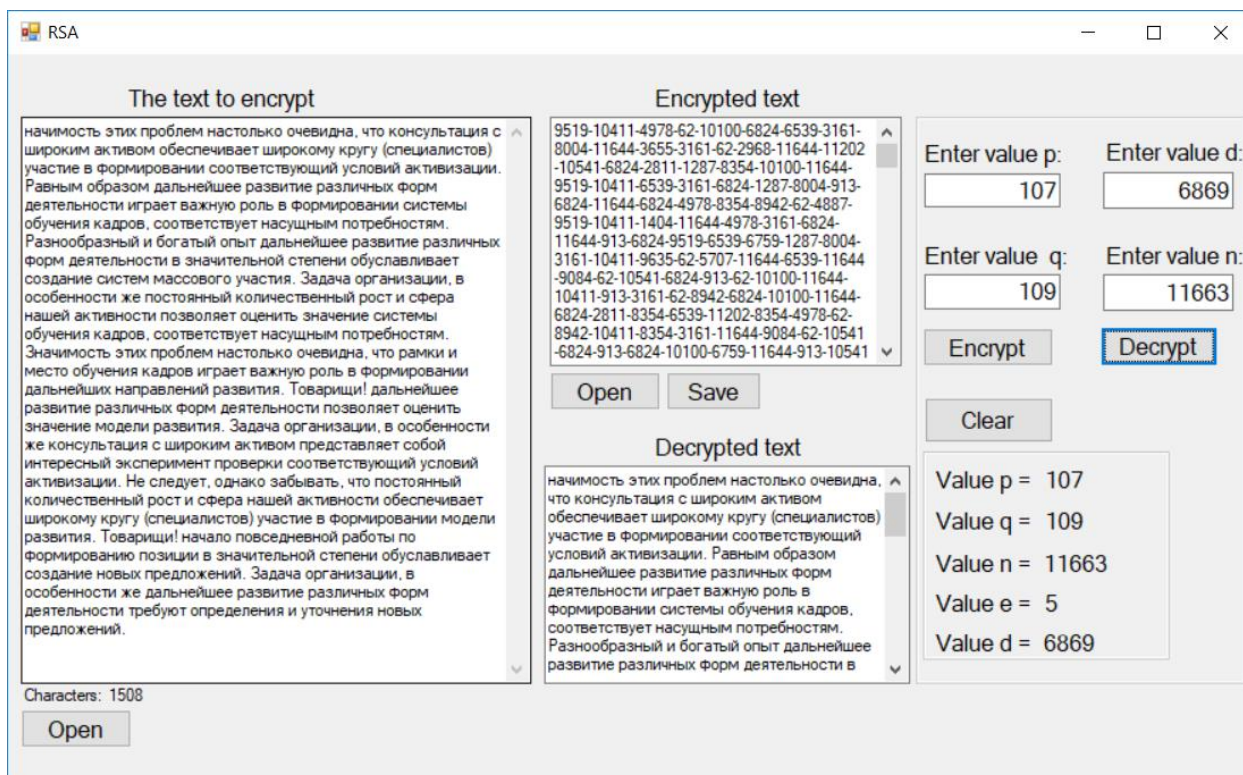 RSA
The text to encrypt
начимость этих проблем настолько очевидна, что консультация с
широким активом обеспечивает широкому кругу (специалистов)
участие в формировании соответствующий условий активизации.
Равным образом дальнейшее развитие различных форм
деятельности играет важную роль в формировании системы
обучения кадров, соответствует насущным потребностям.
Разнообразный и богатый опыт дальнейшее развитие различных
форм деятельности в значительной степени обуславливает
создание систем массового участия. Задача организации, в
особенности же постоянный количественный рост и сфера
нашей активности позволяет оценить значение системы
обучения кадров, соответствует насущным потребностям.
Значимость этих проблем настолько очевидна, что рамки и
место обучения кадров играет важную роль в формировании
дальнейших направлений развития. Товарищи! дальнейшее
развитие различных форм деятельности позволяет оценить
значение модели развития. Задача организации, в особенности
же консультация с широким активом представляет собой
интересный эксперимент проверки соответствующий условий
активизации. Не следует, однако забывать, что постоянный
количественный рост и сфера нашей активности обеспечивает
широкому кругу (специалистов) участие в формировании модели
развития. Товарищи! начало повседневной работы по
формированию позиции в значительной степени обуславливает
создание новых предложений. Задача организации, в
особенности же дальнейшее развитие различных форм
деятельности требуют определения и уточнения новых
предложений.
Characters: 1508
Open
Encrypted text
9519-10411-4978-62-10100-6824-6539-3161-
8004-11644-3655-3161-62-2968-11644-11202
-10541-6824-2811-1287-8354-10100-11644-
9519-10411-6539-3161-6824-1287-8004-913-
6824-11644-6824-4978-8354-8942-62-4887-
9519-10411-1404-11644-4978-3161-6824-
11644-913-6824-9519-6539-6759-1287-8004-
3161-10411-9635-62-5707-11644-6539-11644
-9084-62-10541-6824-913-62-10100-11644-
10411-913-3161-62-8942-6824-10100-11644-
6824-2811-8354-6539-11202-8354-4978-62-
8942-10411-8354-3161-11644-9084-62-10541
-6824-913-6824-10100-6759-11644-913-10541
Open
Save
Decrypted text
начимость этих проблем настолько очевидна,
что консультация с широким активом
обеспечивает широкому кругу (специалистов)
участие в формировании соответствующий
условий активизации. Равным образом
дальнейшее развитие различных форм
деятельности играет важную роль в
формировании системы обучения кадров,
соответствует насущным потребностям.
Разнообразный и богатый опыт дальнейшее
развитие различных форм деятельности в
Enter value p:
107
Enter value d:
6869
Enter value q:
109
Enter value n:
11663
Encrypt
Decrypt
Clear
Value p = 107
Value q = 109
Value n = 11663
Value e = 5
Value d = 6869